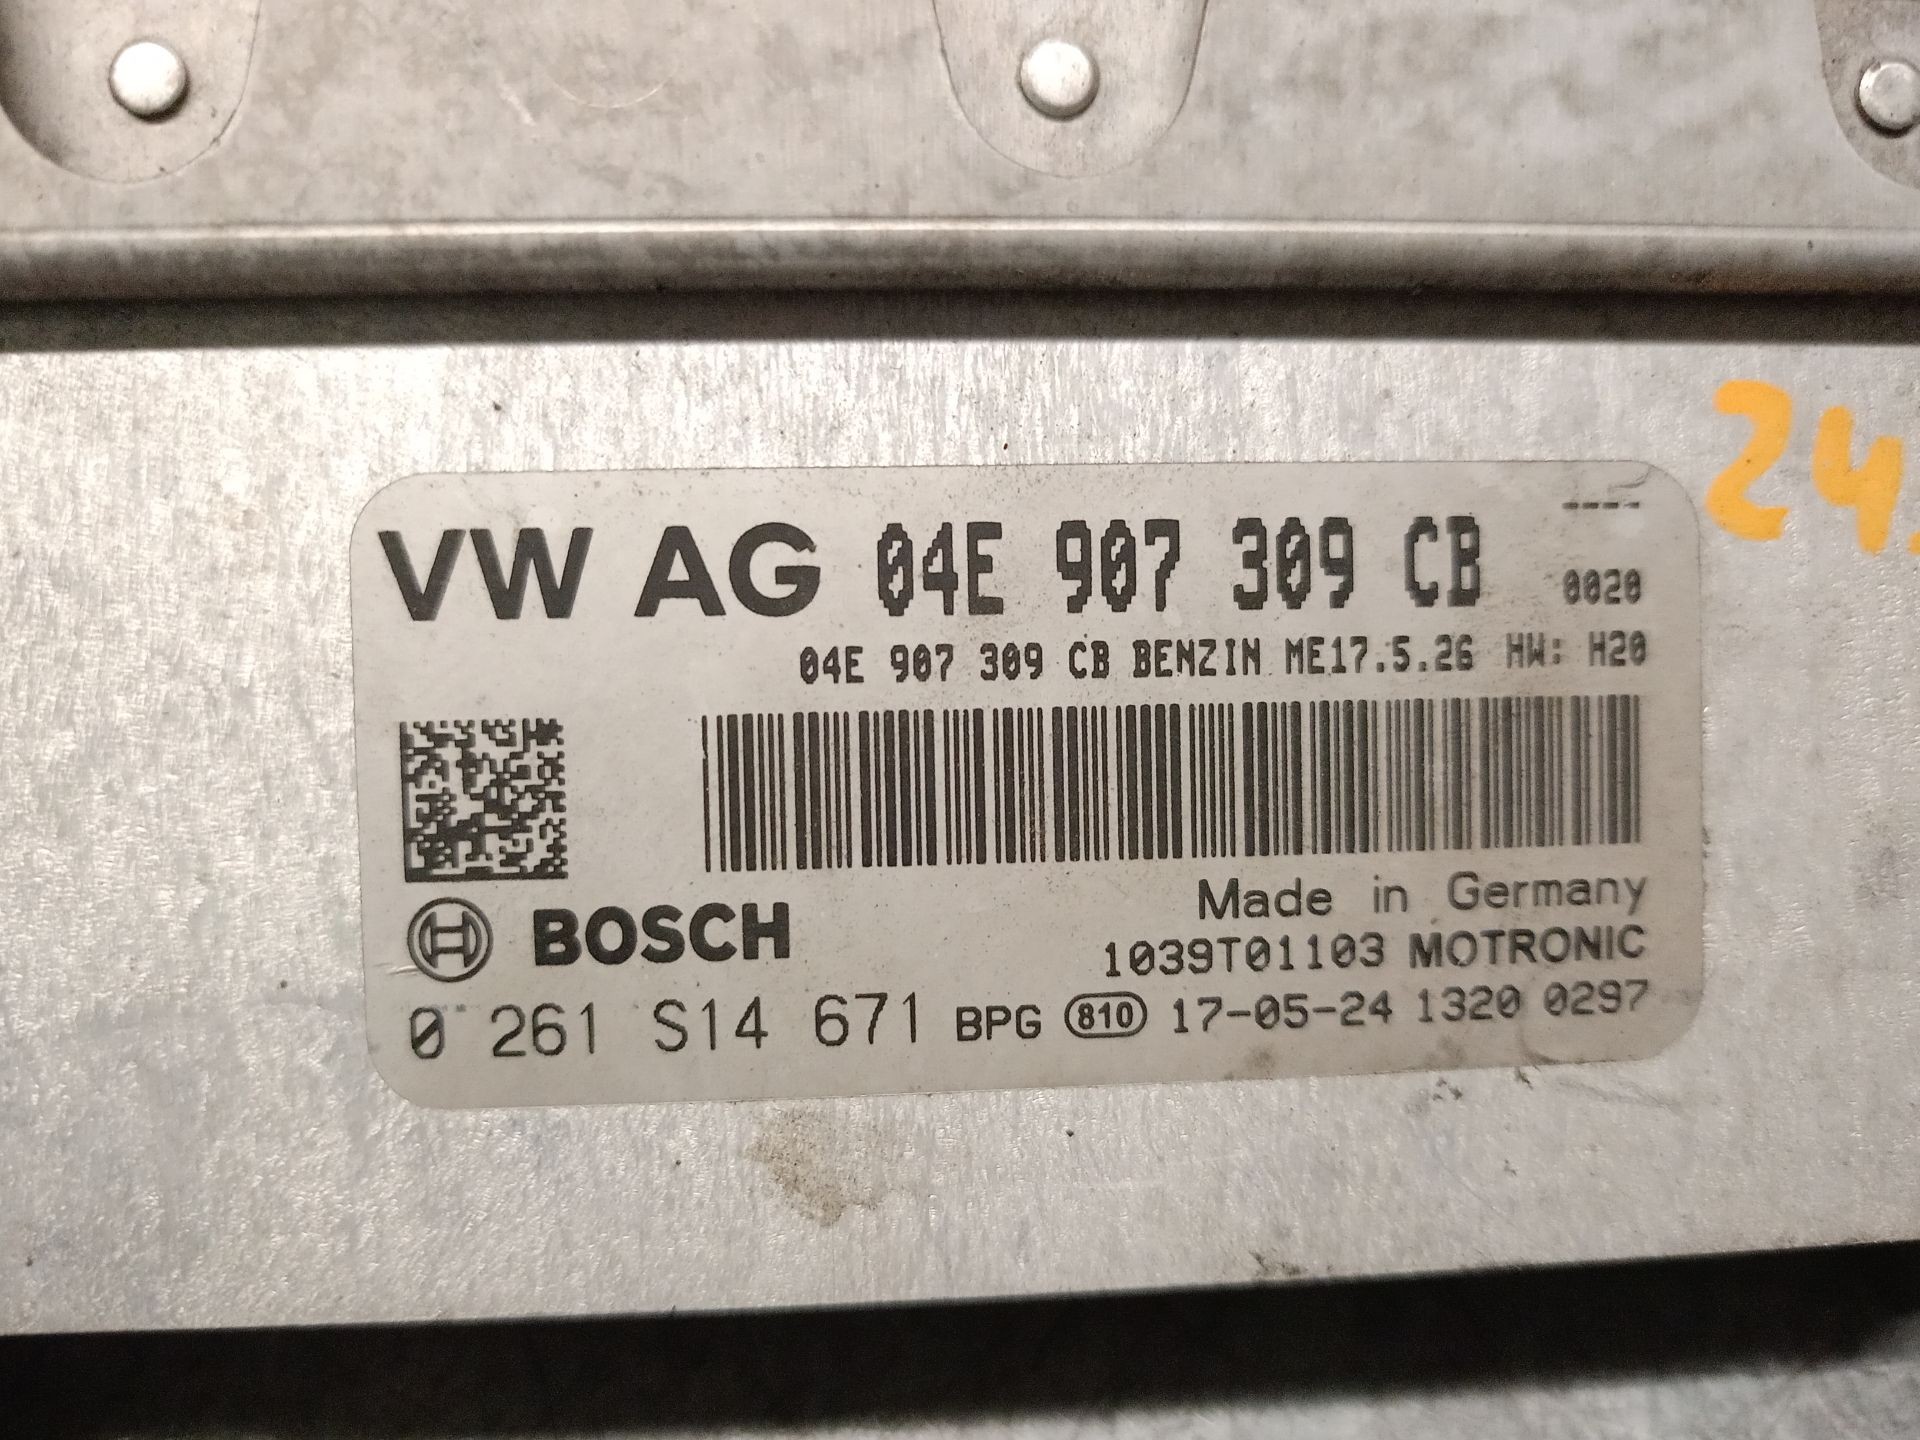 24.
VW AG 04E 907 309 CB ----
0020
04E 907 309 CB BENZIN ME17.5.26 HW: H20
BOSCH
Made in Germany
1039T01103 MOTRONIC
0 261 S14 671 BPG 810 17-05-24 1320 0297